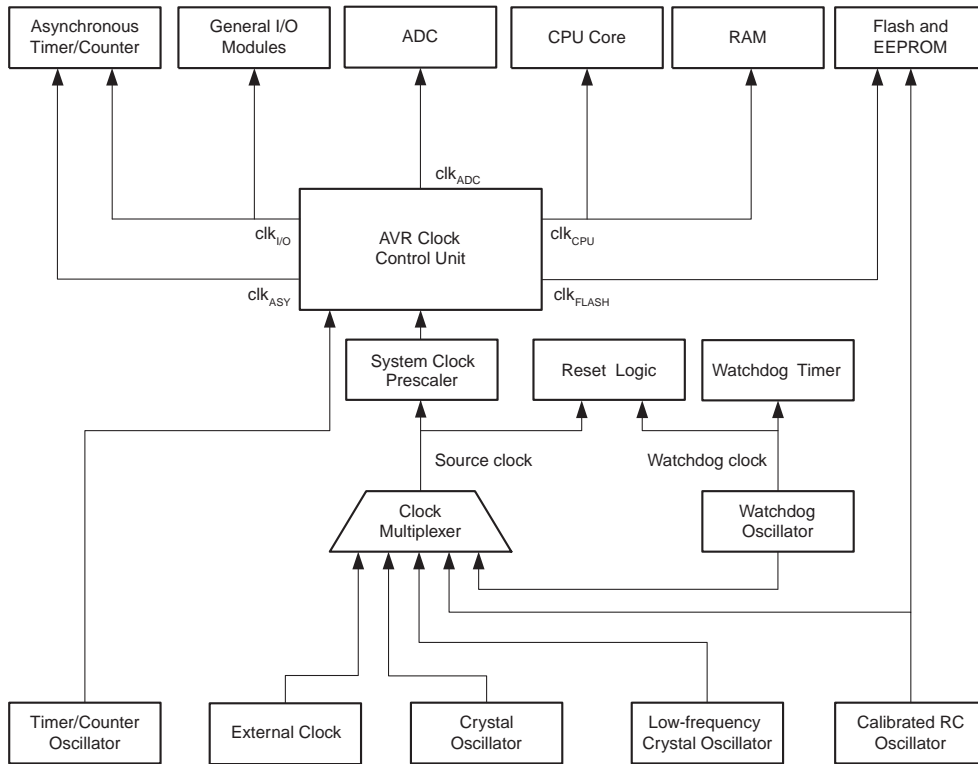 Asynchronous
Timer/Counter
General I/O
Modules
ADC
CPU Core
RAM
Flash and
EEPROM
clkADC
clkI/O
AVR Clock
Control Unit
clkCPU
clkASY
clkFLASH
System Clock
Prescaler
Reset Logic
Watchdog Timer
Source clock
Watchdog clock
Clock
Multiplexer
Watchdog
Oscillator
Timer/Counter
Oscillator
External Clock
Crystal
Oscillator
Low-frequency
Crystal Oscillator
Calibrated RC
Oscillator